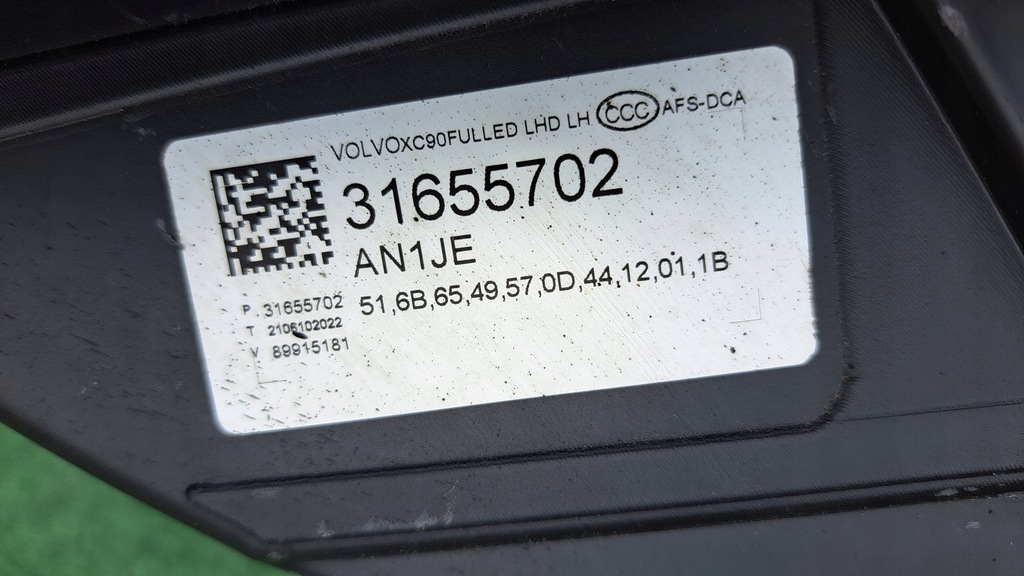 VOLVOXC90FULLED LHD LH CCC AFS-DCA
31655702
AN1JE
51,6B,65,49,57,0D,44,12,01,1B
P 31655702
T 2106102022
V 89915181